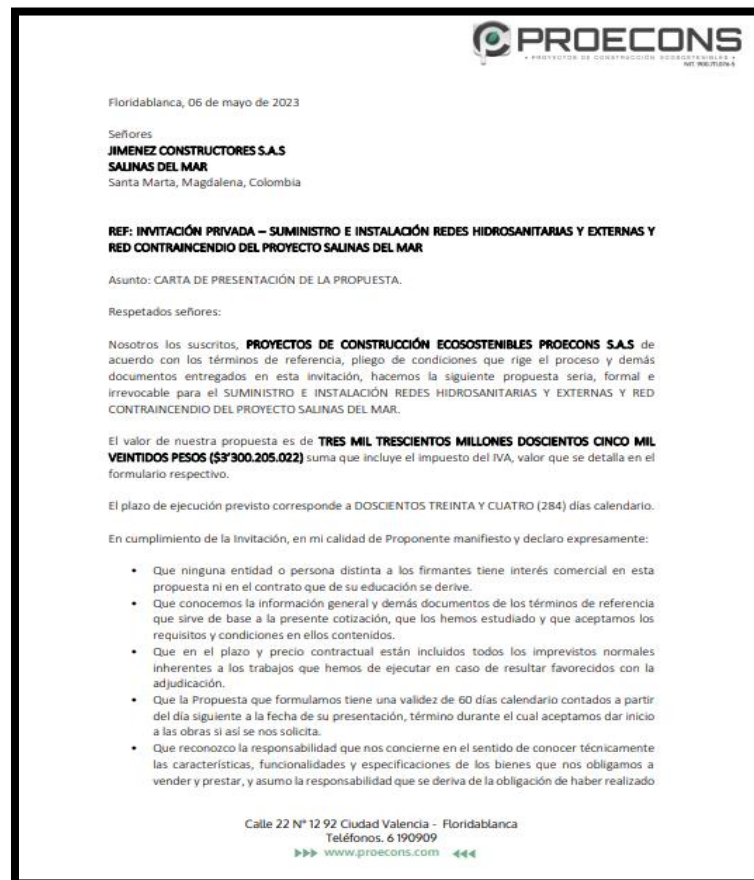 PROECONS
• PROYECTOS DE CONSTRUCCIÓN ECOSOSTENIBLES •
Floridablanca, 06 de mayo de 2023
Señores
JIMENEZ CONSTRUCTORES S.A.S
SALINAS DEL MAR
Santa Marta, Magdalena, Colombia
REF: INVITACIÓN PRIVADA – SUMINISTRO E INSTALACIÓN REDES HIDROSANITARIAS Y EXTERNAS Y
RED CONTRAINCENDIO DEL PROYECTO SALINAS DEL MAR
Asunto: CARTA DE PRESENTACIÓN DE LA PROPUESTA.
Respetados señores:
Nosotros los suscritos, PROYECTOS DE CONSTRUCCIÓN ECOSOSTENIBLES PROECONS S.A.S de
acuerdo con los términos de referencia, pliego de condiciones que rige el proceso y demás
documentos entregados en esta invitación, hacemos la siguiente propuesta seria, formal e
irrevocable para el SUMINISTRO E INSTALACIÓN REDES HIDROSANITARIAS Y EXTERNAS Y RED
CONTRAINCENDIO DEL PROYECTO SALINAS DEL MAR.
El valor de nuestra propuesta es de TRES MIL TRESCIENTOS MILLONES DOSCIENTOS CINCO MIL
VEINTIDOS PESOS ($3'300.205.022) suma que incluye el impuesto del IVA, valor que se detalla en el
formulario respectivo.
El plazo de ejecución previsto corresponde a DOSCIENTOS TREINTA Y CUATRO (284) días calendario.
En cumplimiento de la Invitación, en mi calidad de Proponente manifiesto y declaro expresamente:
• Que ninguna entidad o persona distinta a los firmantes tiene interés comercial en esta
propuesta ni en el contrato que de su educación se derive.
• Que conocemos la información general y demás documentos de los términos de referencia
que sirve de base a la presente cotización, que los hemos estudiado y que aceptamos los
requisitos y condiciones en ellos contenidos.
• Que en el plazo y precio contractual están incluidos todos los imprevistos normales
inherentes a los trabajos que hemos de ejecutar en caso de resultar favorecidos con la
adjudicación.
• Que la Propuesta que formulamos tiene una validez de 60 días calendario contados a partir
del día siguiente a la fecha de su presentación, término durante el cual aceptamos dar inicio
a las obras si así se nos solicita.
• Que reconozco la responsabilidad que nos concierne en el sentido de conocer técnicamente
las características, funcionalidades y especificaciones de los bienes que nos obligamos a
vender y prestar, y asumo la responsabilidad que se deriva de la obligación de haber realizado
Calle 22 N° 12 92 Ciudad Valencia - Floridablanca
Teléfonos. 6 190909
www.proecons.com